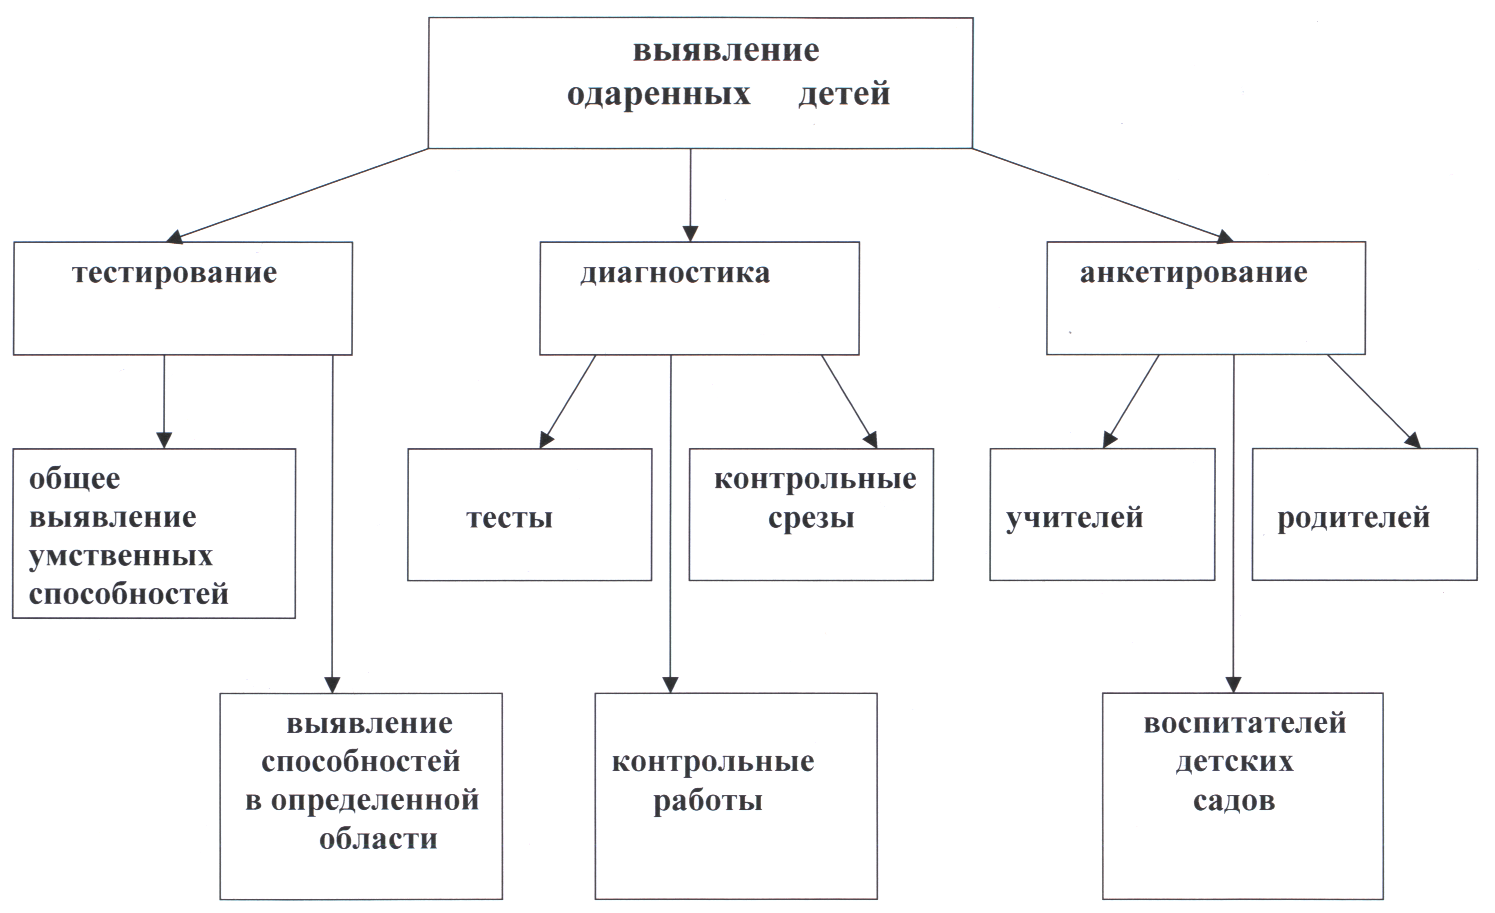 выявление
одаренных детей
тестирование
диагностика
анкетирование
общее
выявление
умственных
способностей
тесты
контрольные
срезы
учителей
родителей
выявление
способностей
в определенной
области
контрольные
работы
воспитателей
детских
садов